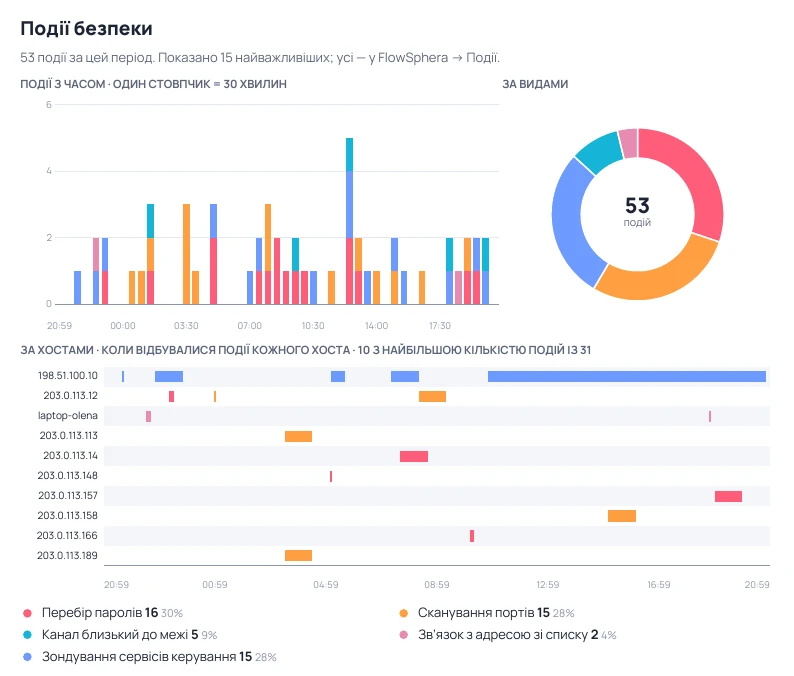 Події безпеки
53 події за цей період. Показано 15 найважливіших; усі — у FlowSphera → Події.
ПОДІЇ З ЧАСОМ · ОДИН СТОВПЧИК = 30 ХВИЛИН
ЗА ВИДАМИ
6
4
2
0
20:59 00:00 03:30 07:00 10:30 14:00 17:30
53
подій
ЗА ХОСТАМИ · КОЛИ ВІДБУВАЛИСЯ ПОДІЇ КОЖНОГО ХОСТА · 10 З НАЙБІЛЬШОЮ КІЛЬКІСТЮ ПОДІЙ ІЗ 31
198.51.100.10
203.0.113.12
laptop-olena
203.0.113.113
203.0.113.14
203.0.113.148
203.0.113.157
203.0.113.158
203.0.113.166
203.0.113.189
20:59 00:59 04:59 08:59 12:59 16:59 20:59
Перебір паролів 16 30%
Сканування портів 15 28%
Канал близький до межі 5 9%
Зв'язок з адресою зі списку 2 4%
Зондування сервісів керування 15 28%